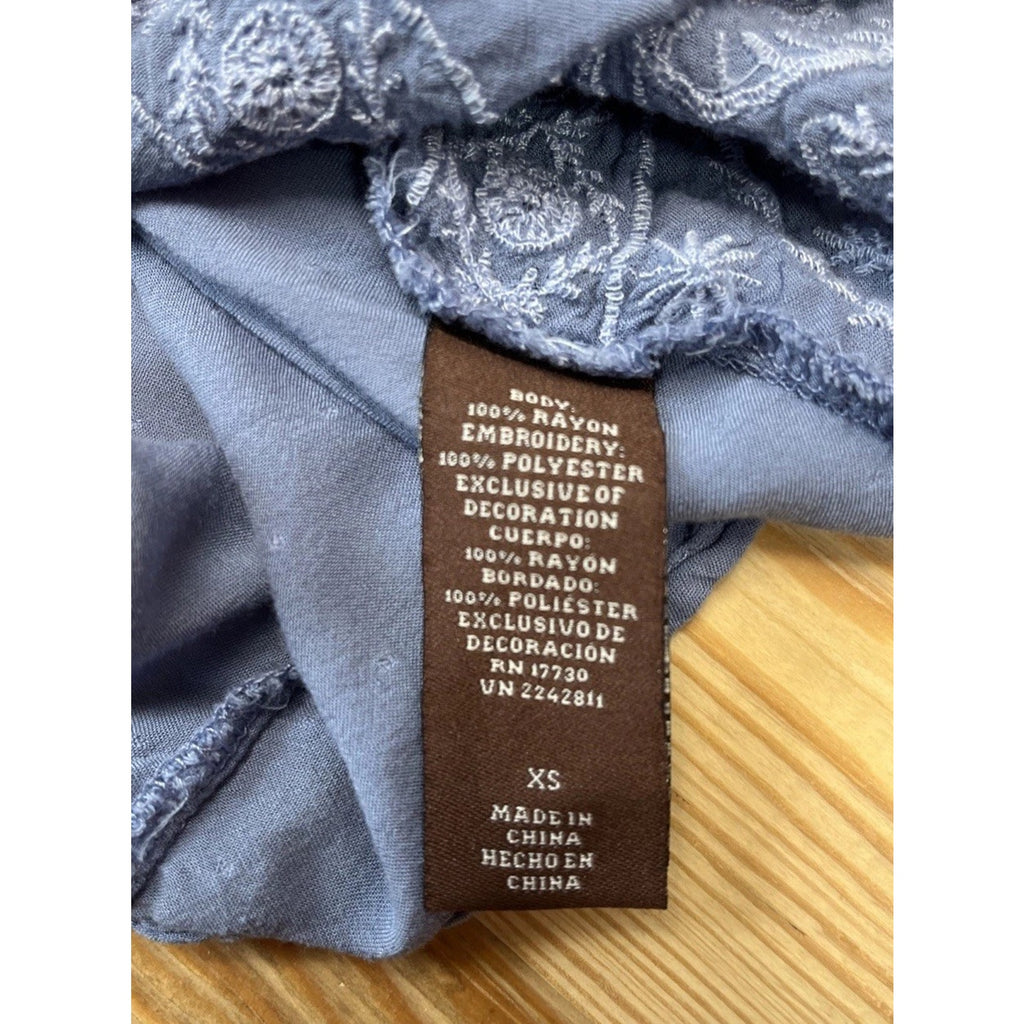 BODY:
100% RAYON
EMBROIDERY:
100% POLYESTER
EXCLUSIVE OF
DECORATION
CUERPO:
100% RAYÓN
BORDADO:
100% POLIÉSTER
EXCLUSIVO DE
DECORACIÓN
RN 17730
VN 2242811
XS
MADE IN
CHINA
HECHO EN
CHINA